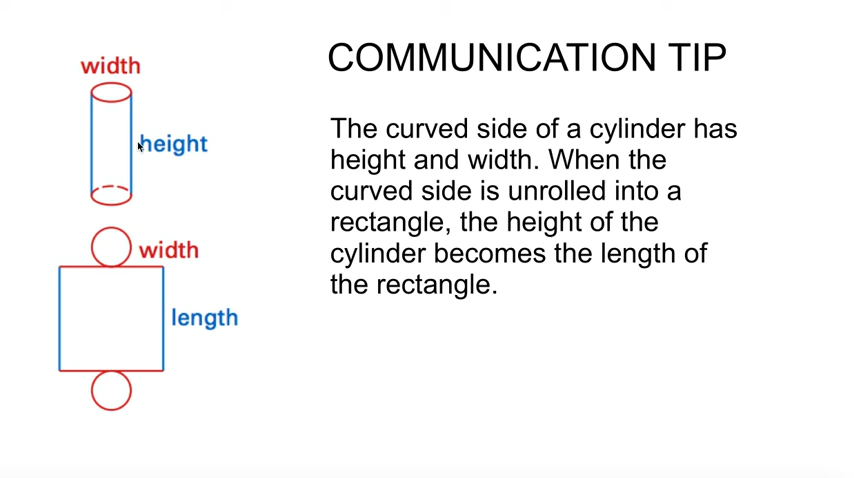 COMMUNICATION TIP
width
height
width
length
The curved side of a cylinder has
height and width. When the
curved side is unrolled into a
rectangle, the height of the
cylinder becomes the length of
the rectangle.